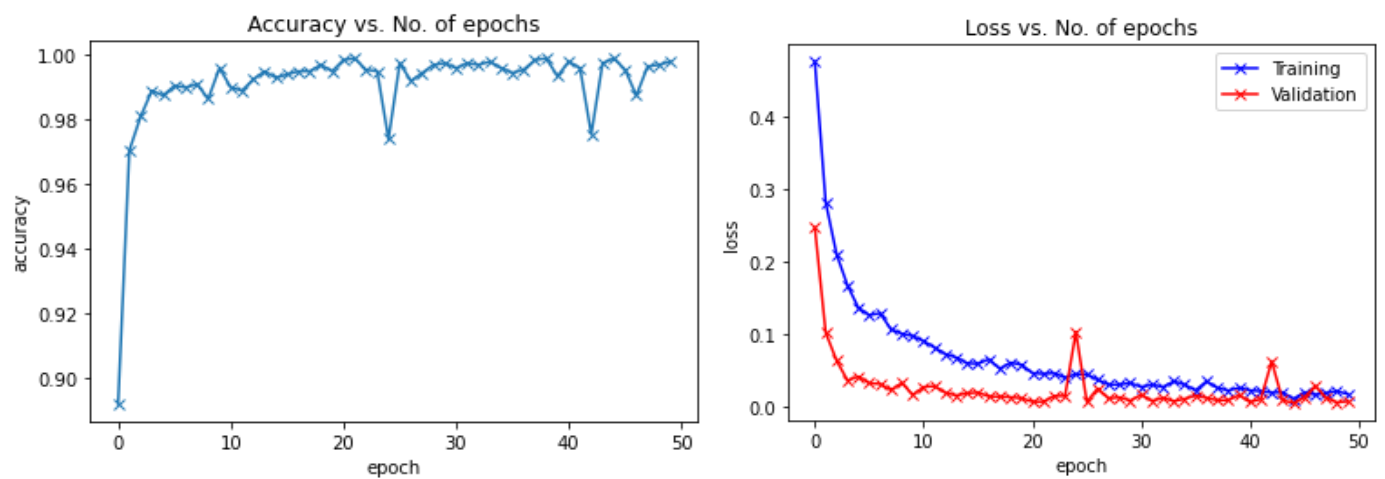 Accuracy vs. No. of epochs
1.00
0.98
0.96
0.94
0.92
0.90
accuracy
0 10 20 30 40 50
epoch
Loss vs. No. of epochs
Training
Validation
0.4
0.3
0.2
0.1
0.0
loss
0 10 20 30 40 50
epoch